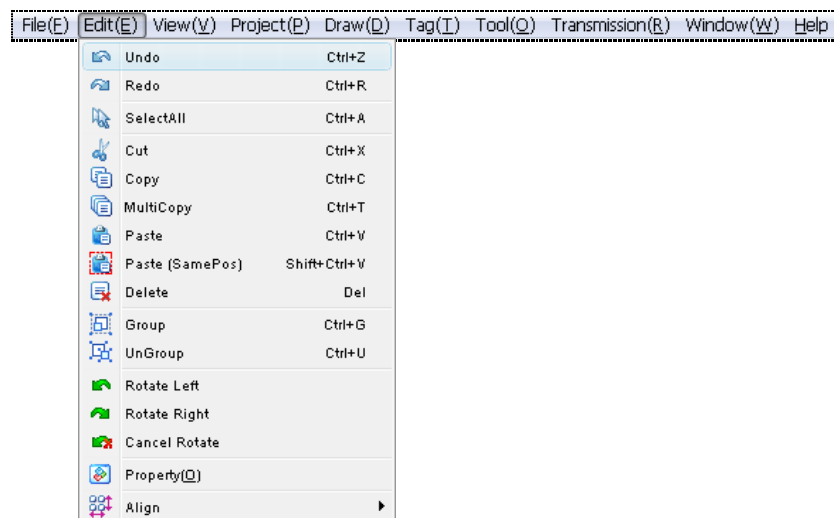 File(F) Edit(E) View(V) Project(P) Draw(D) Tag(T) Tool(O) Transmission(R) Window(W) Help
Undo Ctrl+Z
Redo Ctrl+R
SelectAll Ctrl+A
Cut Ctrl+X
Copy Ctrl+C
MultiCopy Ctrl+T
Paste Ctrl+V
Paste (SamePos) Shift+Ctrl+V
Delete Del
Group Ctrl+G
UnGroup Ctrl+U
Rotate Left
Rotate Right
Cancel Rotate
Property(O)
Align